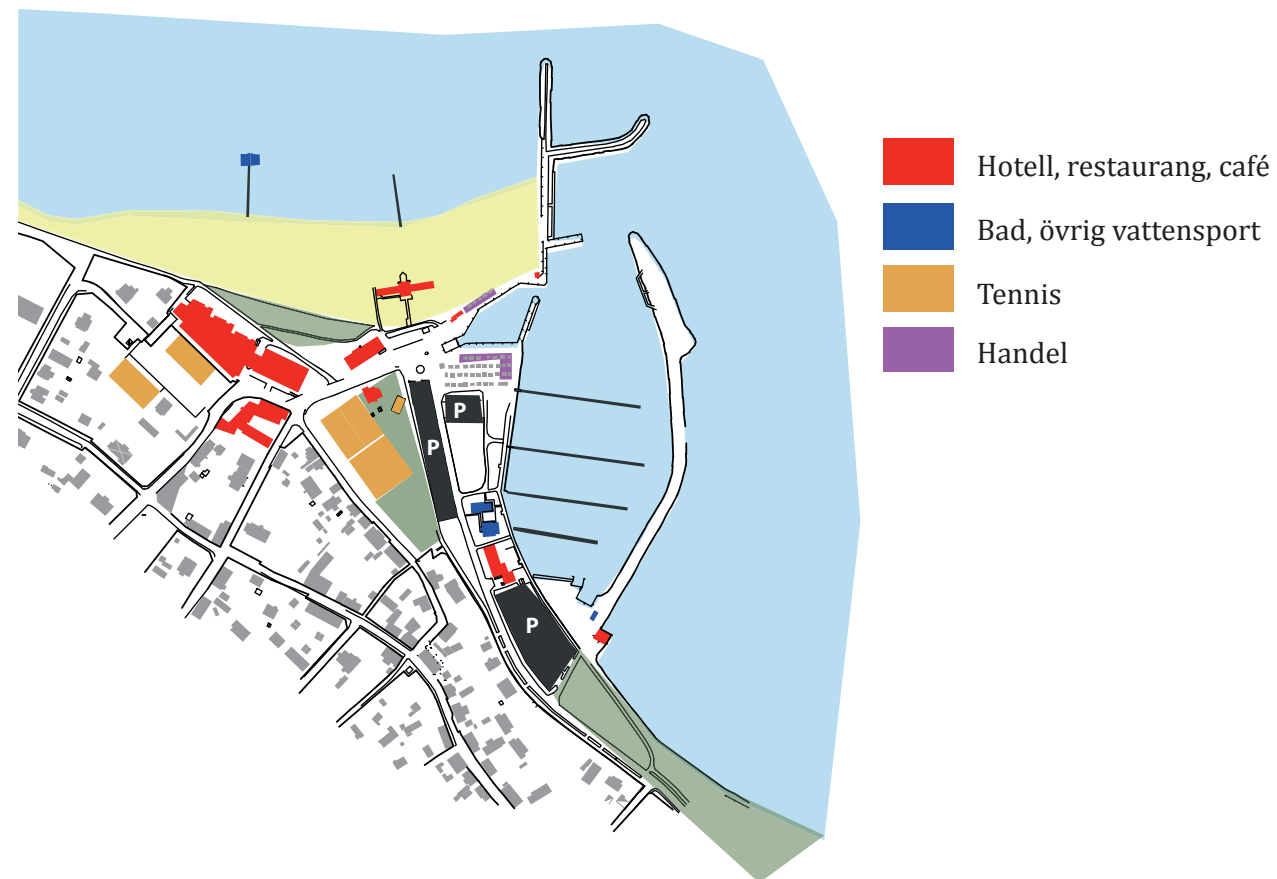 Hotell, restaurang, café
Bad, övrig vattensport
Tennis
Handel
P
P
P